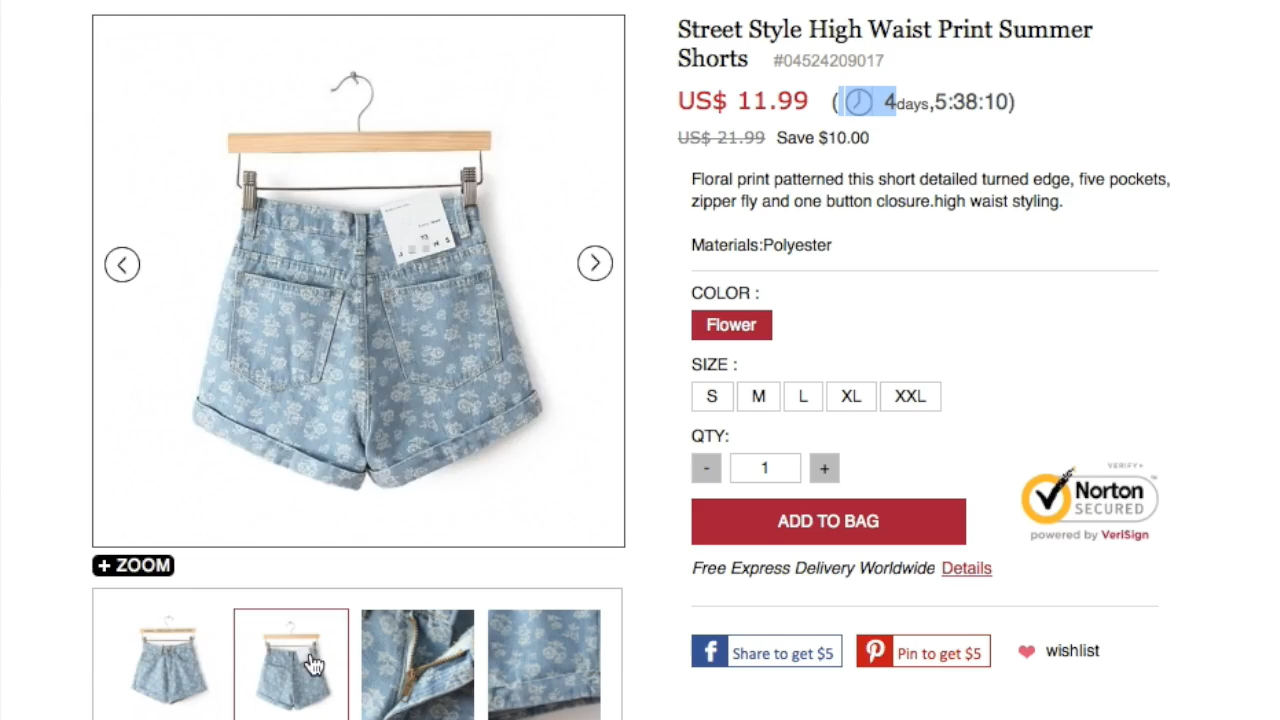 Street Style High Waist Print Summer
Shorts #04524209017
US$ 11.99 ( 4days,5:38:10)
US$ 21.99 Save $10.00
Floral print patterned this short detailed turned edge, five pockets,
zipper fly and one button closure.high waist styling.
Materials:Polyester
COLOR :
Flower
SIZE :
S M L XL XXL
QTY:
- 1 +
VERIFY+
Norton
SECURED
powered by VeriSign
ADD TO BAG
Free Express Delivery Worldwide Details
f Share to get $5 Pin to get $5 wishlist
+ ZOOM